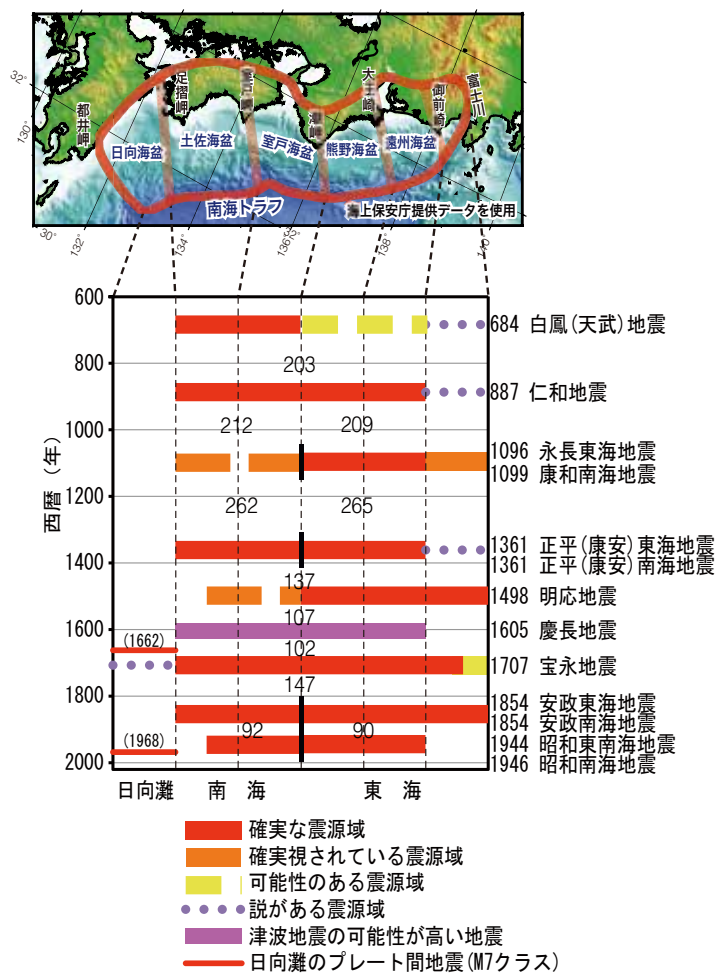 足摺岬
室戸岬
潮岬
大王崎
御前崎
富士川
都井岬
日向海盆
土佐海盆
室戸海盆
熊野海盆
遠州海盆
南海トラフ
海上保安庁提供データを使用
32°
130°
30°
132°
134°
136°
32°
138°
140°
600
800
1000
1200
1400
1600
1800
2000
西暦(年)
684 白鳳(天武)地震
203
887 仁和地震
212
209
1096 永長東海地震
1099 康和南海地震
262
265
1361 正平(康安)東海地震
1361 正平(康安)南海地震
137
1498 明応地震
107
1605 慶長地震
(1662)
102
1707 宝永地震
147
1854 安政東海地震
1854 安政南海地震
92
90
(1968)
1944 昭和東南海地震
1946 昭和南海地震
日向灘 南海 東海
確実な震源域
確実視されている震源域
可能性のある震源域
説がある震源域
津波地震の可能性が高い地震
日向灘のプレート間地震(M7クラス)